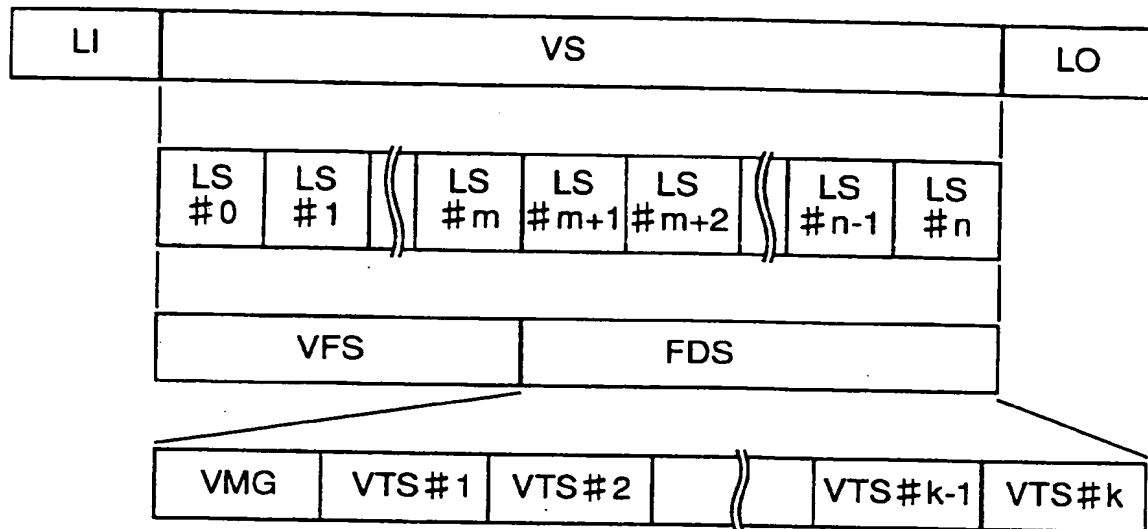 LI VS LO
LS LS LS LS LS LS LS
#0 #1 #m #m+1 #m+2 #n-1 #n
VFS FDS
VMG VTS#1 VTS#2 VTS#k-1 VTS#k